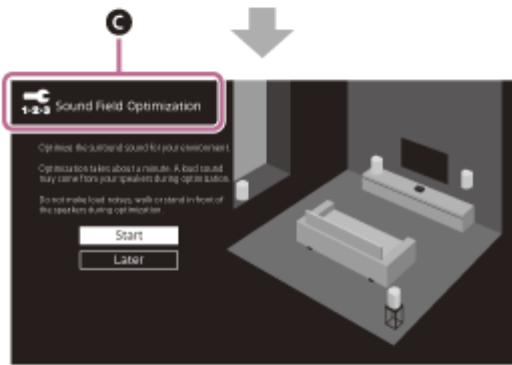 C
1-2-3 Sound Field Optimization
Optimize the surround sound for your environment.
Optimization takes about a minute. A loud sound
may come from your speakers during optimization.
Do not make loud noises, walk or stand in front of
the speakers during optimization.
Start
Later